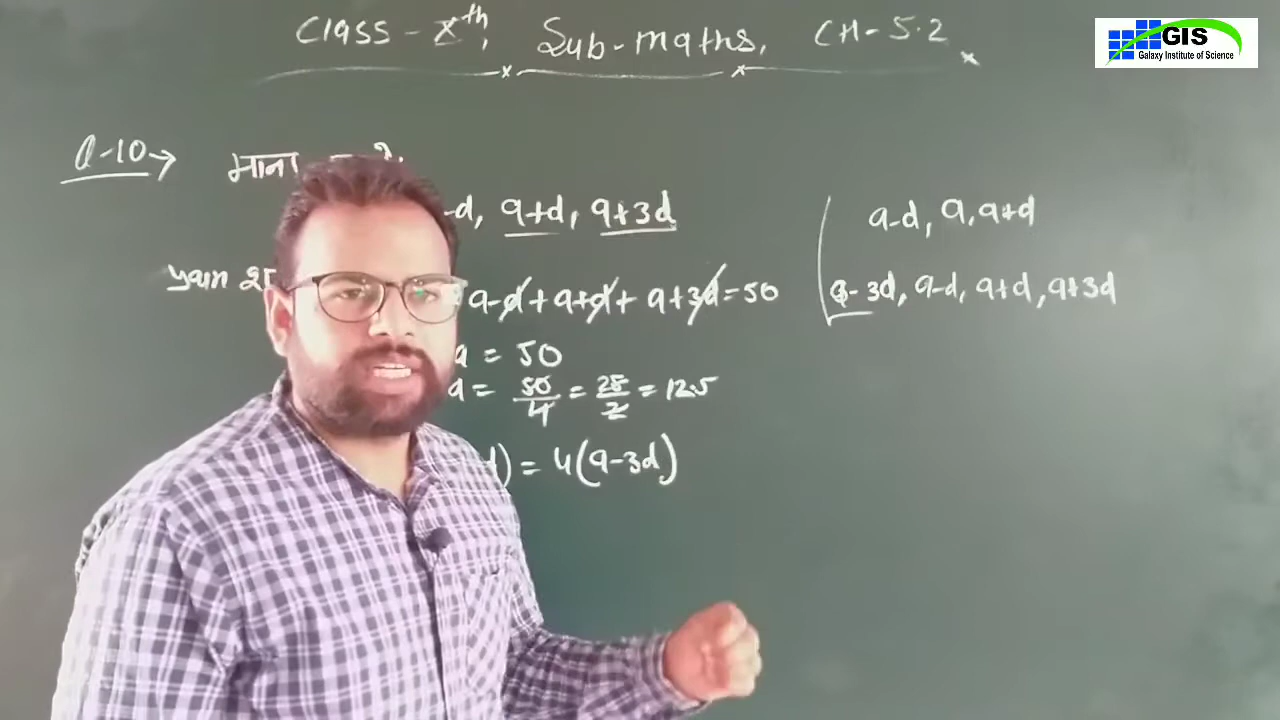 Class - Xth, Sub - maths, CH - 5.2
GIS
Galaxy Institute of Science
Q-10→ माना
-d, a+d, a+3d
a-d, a, a+d
a-3d, a-d, a+d, a+3d
a-d + a+d + a+3d = 50
a = 50
a = 50/4 = 25/2 = 12.5
) = 4(a-3d)